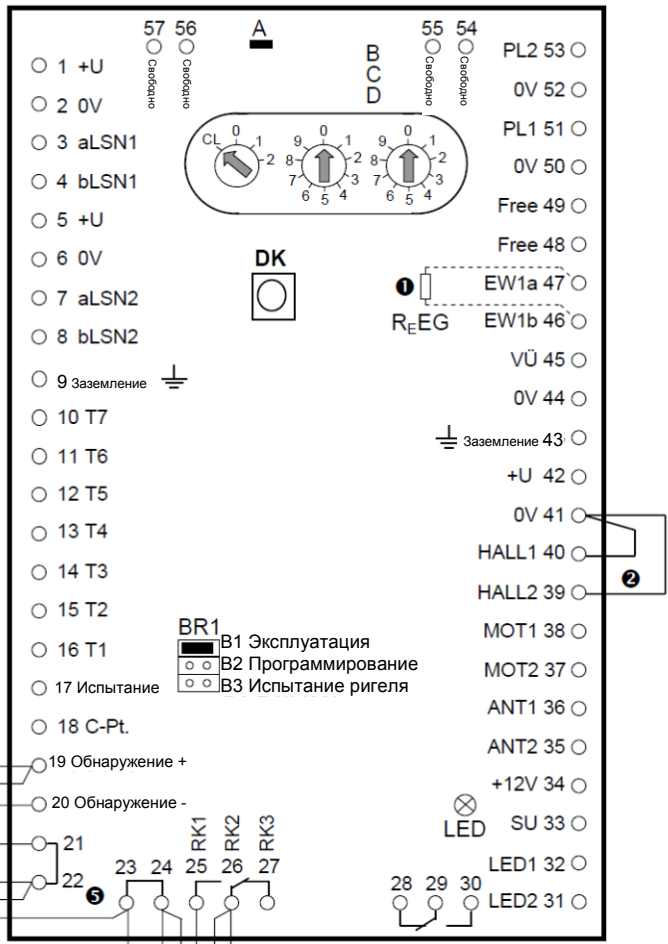 57 56 A 55 54
Свободно Свободно B C D Свободно Свободно
1 +U
2 0V
3 aLSN1
4 bLSN1
5 +U
6 0V
7 aLSN2
8 bLSN2
9 Заземление
10 T7
11 T6
12 T5
13 T4
14 T3
15 T2
16 T1
17 Испытание
18 C-Pt.
19 Обнаружение +
20 Обнаружение -
21
22
❺
CL 0 1 2
0 1 2 3 4 5 6 7 8 9
0 1 2 3 4 5 6 7 8 9
DK
❶
REEG
BR1
B1 Эксплуатация
B2 Программирование
B3 Испытание ригеля
RK1 RK2 RK3
23 24 25 26 27
LED
28 29 30
PL2 53
0V 52
PL1 51
0V 50
Free 49
Free 48
EW1a 47
EW1b 46
VÜ 45
0V 44
Заземление 43
+U 42
0V 41
HALL1 40
HALL2 39
❷
MOT1 38
MOT2 37
ANT1 36
ANT2 35
+12V 34
SU 33
LED1 32
LED2 31